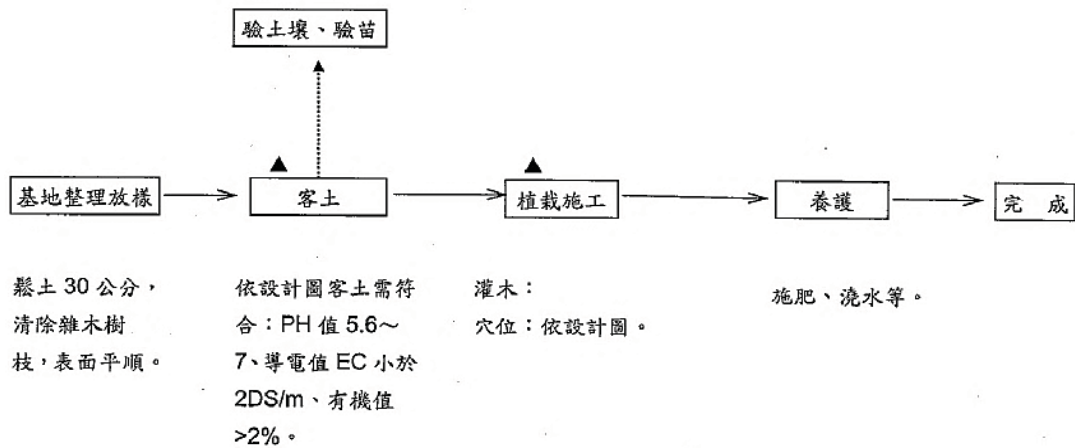 驗土壤、驗苗
▲
▲
基地整理放樣
客土
植栽施工
養護
完 成
鬆土 30 公分，
清除雜木樹
枝，表面平順。
依設計圖客土需符
合：PH 值 5.6～
7、導電值 EC 小於
2DS/m、有機值
>2%。
灌木：
穴位：依設計圖。
施肥、澆水等。